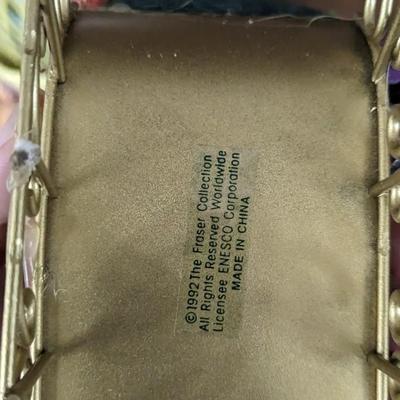 ©1992 The Fraser Collection
All Rights Reserved Worldwide
Licensee ENESCO Corporation
MADE IN CHINA